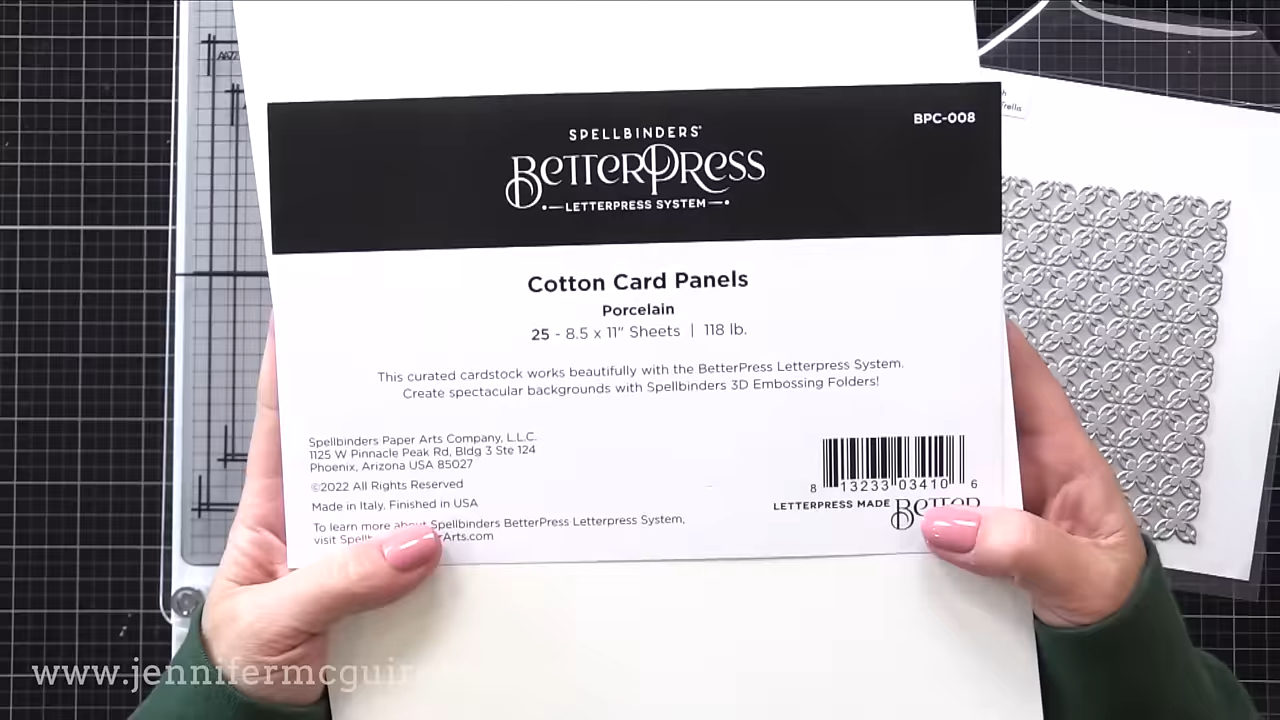 BPC-008
SPELLBINDERS®
BETTERPRESS
LETTERPRESS SYSTEM
Cotton Card Panels
Porcelain
25 - 8.5 x 11" Sheets | 118 lb.
This curated cardstock works beautifully with the BetterPress Letterpress System.
Create spectacular backgrounds with Spellbinders 3D Embossing Folders!
Spellbinders Paper Arts Company, L.L.C.
1125 W Pinnacle Peak Rd, Bldg 3 Ste 124
Phoenix, Arizona USA 85027
©2022 All Rights Reserved
Made in Italy. Finished in USA
To learn more about Spellbinders BetterPress Letterpress System,
visit Spell rArts.com
8 13233 03410 6
LETTERPRESS MADE BETTER
www.jennifermcguire